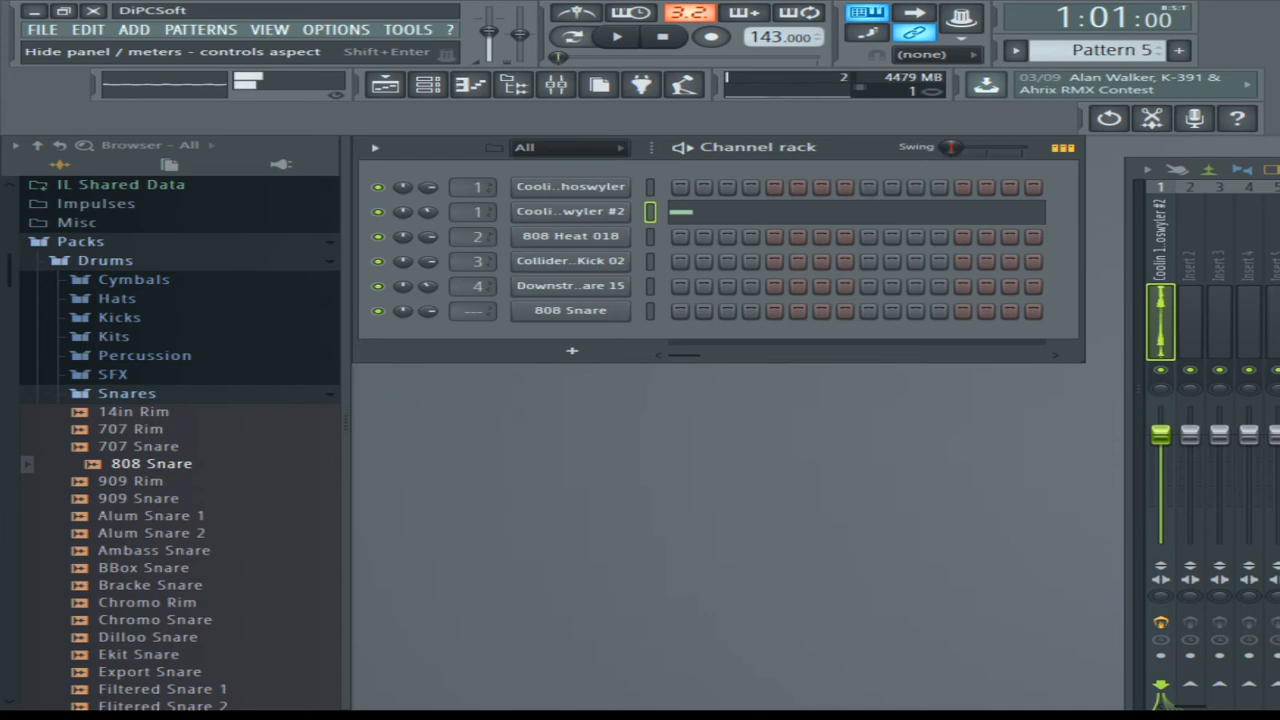 DiPCSoft
FILE EDIT ADD PATTERNS VIEW OPTIONS TOOLS ?
Hide panel / meters - controls aspect Shift+Enter
3.2.
143.000
(none)
1:01:00
B:S:T
Pattern 5
2
4479 MB
1
03/09 Alan Walker, K-391 &
Ahrix RMX Contest
?
Browser - All
IL Shared Data
Impulses
Misc
Packs
Drums
Cymbals
Hats
Kicks
Kits
Percussion
SFX
Snares
14in Rim
707 Rim
707 Snare
808 Snare
909 Rim
909 Snare
Alum Snare 1
Alum Snare 2
Ambass Snare
BBox Snare
Bracke Snare
Chromo Rim
Chromo Snare
Dilloo Snare
Ekit Snare
Export Snare
Filtered Snare 1
Flitered Snare 2
All
Channel rack
Swing
1 Cooli..hoswyler
1 Cooli..wyler #2
2 808 Heat 018
3 Collider..Kick 02
4 Downstr..are 15
--- 808 Snare
+
1 2 3 4
Coolin 1..oswyler #2
Insert 2
Insert 3
Insert 4